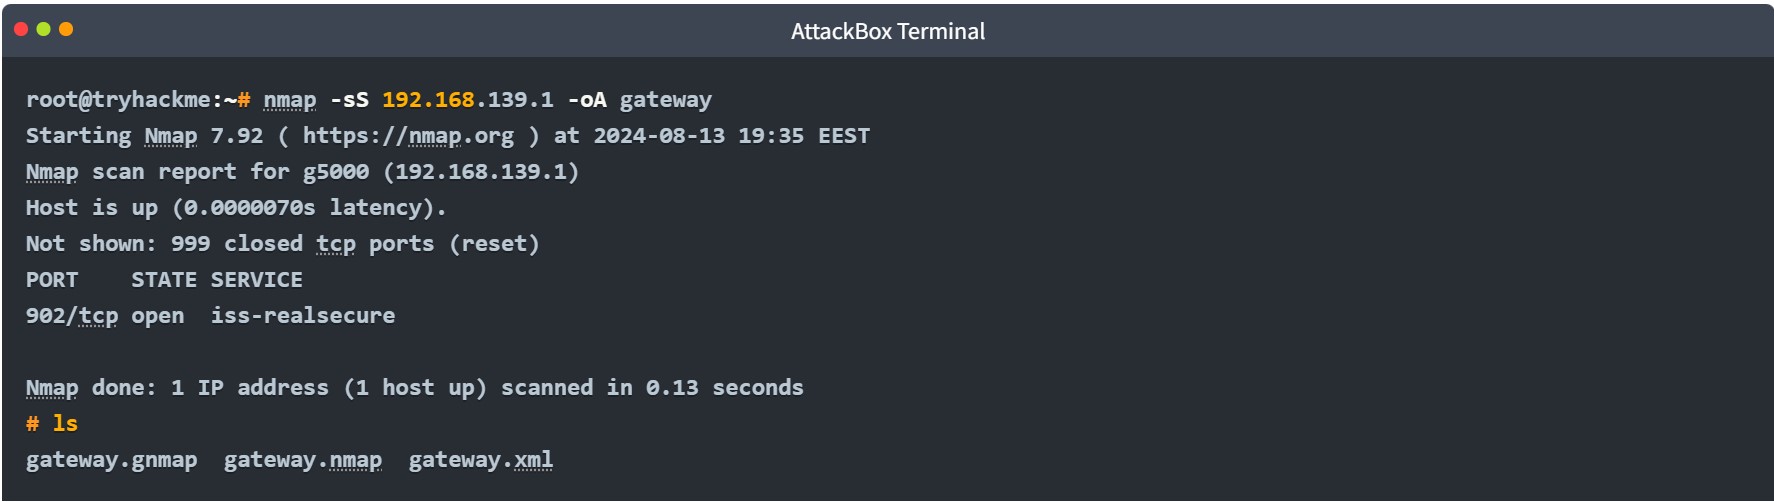 AttackBox Terminal
root@tryhackme:~# nmap -sS 192.168.139.1 -oA gateway
Starting Nmap 7.92 ( https://nmap.org ) at 2024-08-13 19:35 EEST
Nmap scan report for g5000 (192.168.139.1)
Host is up (0.0000070s latency).
Not shown: 999 closed tcp ports (reset)
PORT    STATE SERVICE
902/tcp open  iss-realsecure
Nmap done: 1 IP address (1 host up) scanned in 0.13 seconds
# ls
gateway.gnmap  gateway.nmap  gateway.xml